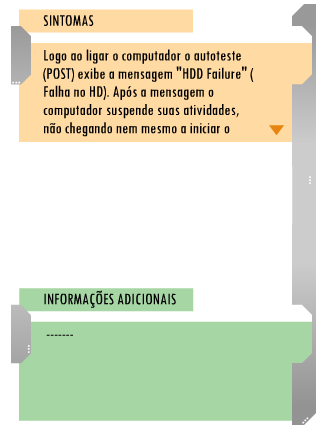 SINTOMAS
Logo ao ligar o computador o autoteste
(POST) exibe a mensagem "HDD Failure" (
Falha no HD). Após a mensagem o
computador suspende suas atividades,
não chegando nem mesmo a iniciar o
INFORMAÇÕES ADICIONAIS
-------